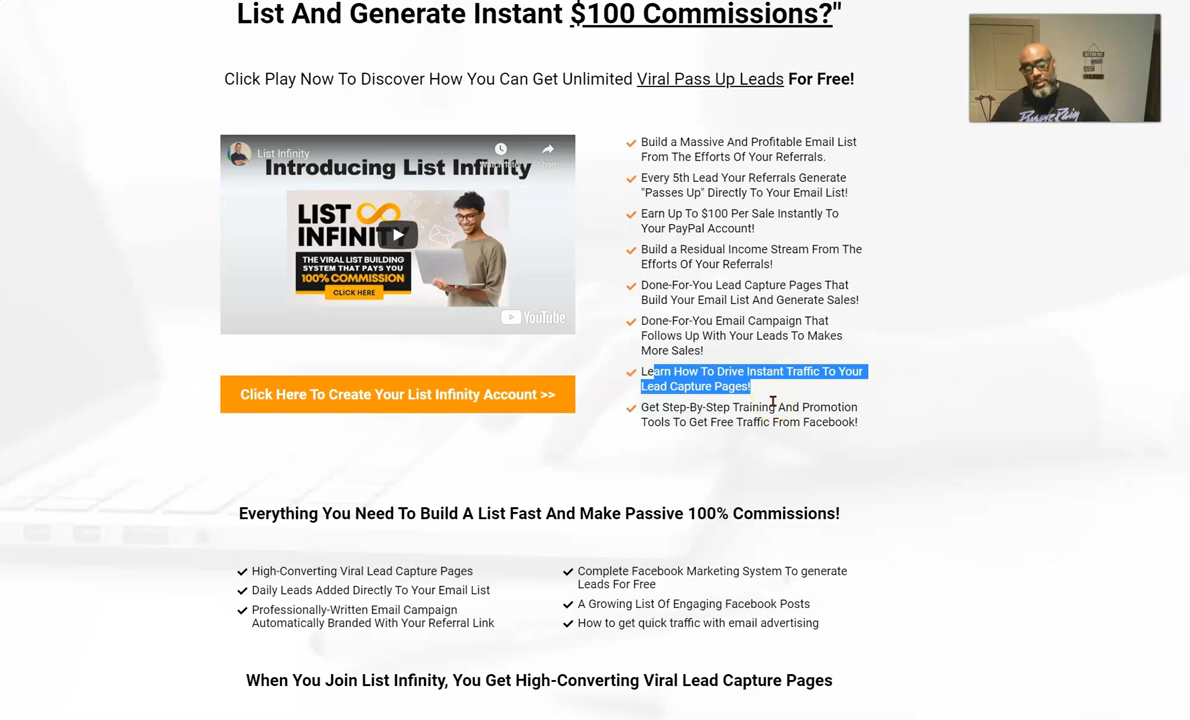 List And Generate Instant $100 Commissions?"
Click Play Now To Discover How You Can Get Unlimited Viral Pass Up Leads For Free!
List Infinity
Share
Introducing List Infinity
LIST
INFINITY
THE VIRAL LIST BUILDING
SYSTEM THAT PAYS YOU
100% COMMISSION
CLICK HERE
YouTube
Click Here To Create Your List Infinity Account >>
Build a Massive And Profitable Email List
From The Efforts Of Your Referrals.
Every 5th Lead Your Referrals Generate
"Passes Up" Directly To Your Email List!
Earn Up To $100 Per Sale Instantly To
Your PayPal Account!
Build a Residual Income Stream From The
Efforts Of Your Referrals!
Done-For-You Lead Capture Pages That
Build Your Email List And Generate Sales!
Done-For-You Email Campaign That
Follows Up With Your Leads To Makes
More Sales!
Learn How To Drive Instant Traffic To Your
Lead Capture Pages!
Get Step-By-Step Training And Promotion
Tools To Get Free Traffic From Facebook!
Purple Rain
Everything You Need To Build A List Fast And Make Passive 100% Commissions!
High-Converting Viral Lead Capture Pages
Daily Leads Added Directly To Your Email List
Professionally-Written Email Campaign
Automatically Branded With Your Referral Link
Complete Facebook Marketing System To generate
Leads For Free
A Growing List Of Engaging Facebook Posts
How to get quick traffic with email advertising
When You Join List Infinity, You Get High-Converting Viral Lead Capture Pages